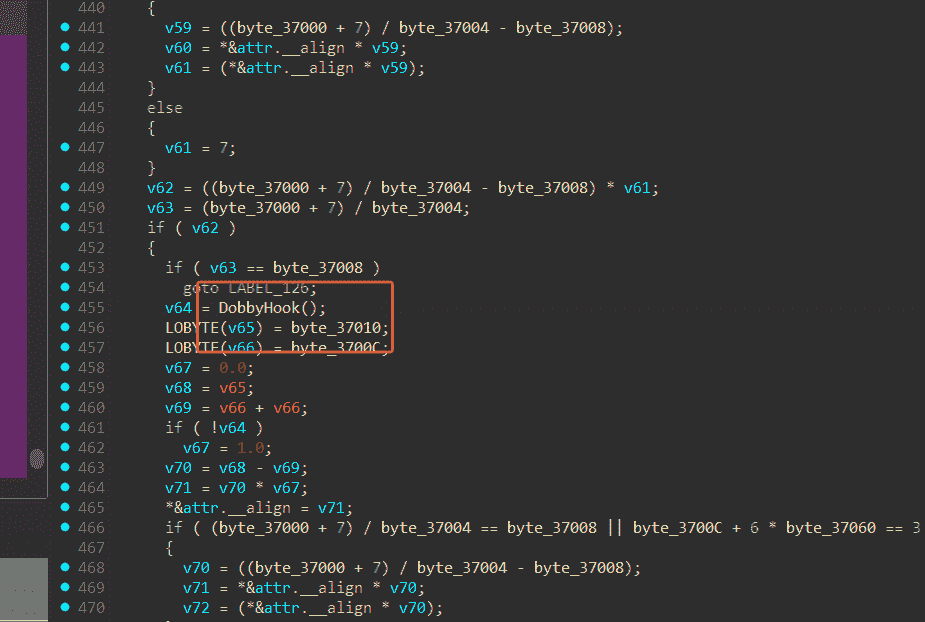 440 {
441 v59 = ((byte_37000 + 7) / byte_37004 - byte_37008);
442 v60 = *&attr.__align * v59;
443 v61 = (*&attr.__align * v59);
444 }
445 else
446 {
447 v61 = 7;
448 }
449 v62 = ((byte_37000 + 7) / byte_37004 - byte_37008) * v61;
450 v63 = (byte_37000 + 7) / byte_37004;
451 if ( v62 )
452 {
453 if ( v63 == byte_37008 )
454 goto LABEL_126;
455 v64 = DobbyHook();
456 LOBYTE(v65) = byte_37010;
457 LOBYTE(v66) = byte_3700C;
458 v67 = 0.0;
459 v68 = v65;
460 v69 = v66 + v66;
461 if ( !v64 )
462 v67 = 1.0;
463 v70 = v68 - v69;
464 v71 = v70 * v67;
465 *&attr.__align = v71;
466 if ( (byte_37000 + 7) / byte_37004 == byte_37008 || byte_3700C + 6 * byte_37060 == 3
467 {
468 v70 = ((byte_37000 + 7) / byte_37004 - byte_37008);
469 v71 = *&attr.__align * v70;
470 v72 = (*&attr.__align * v70);